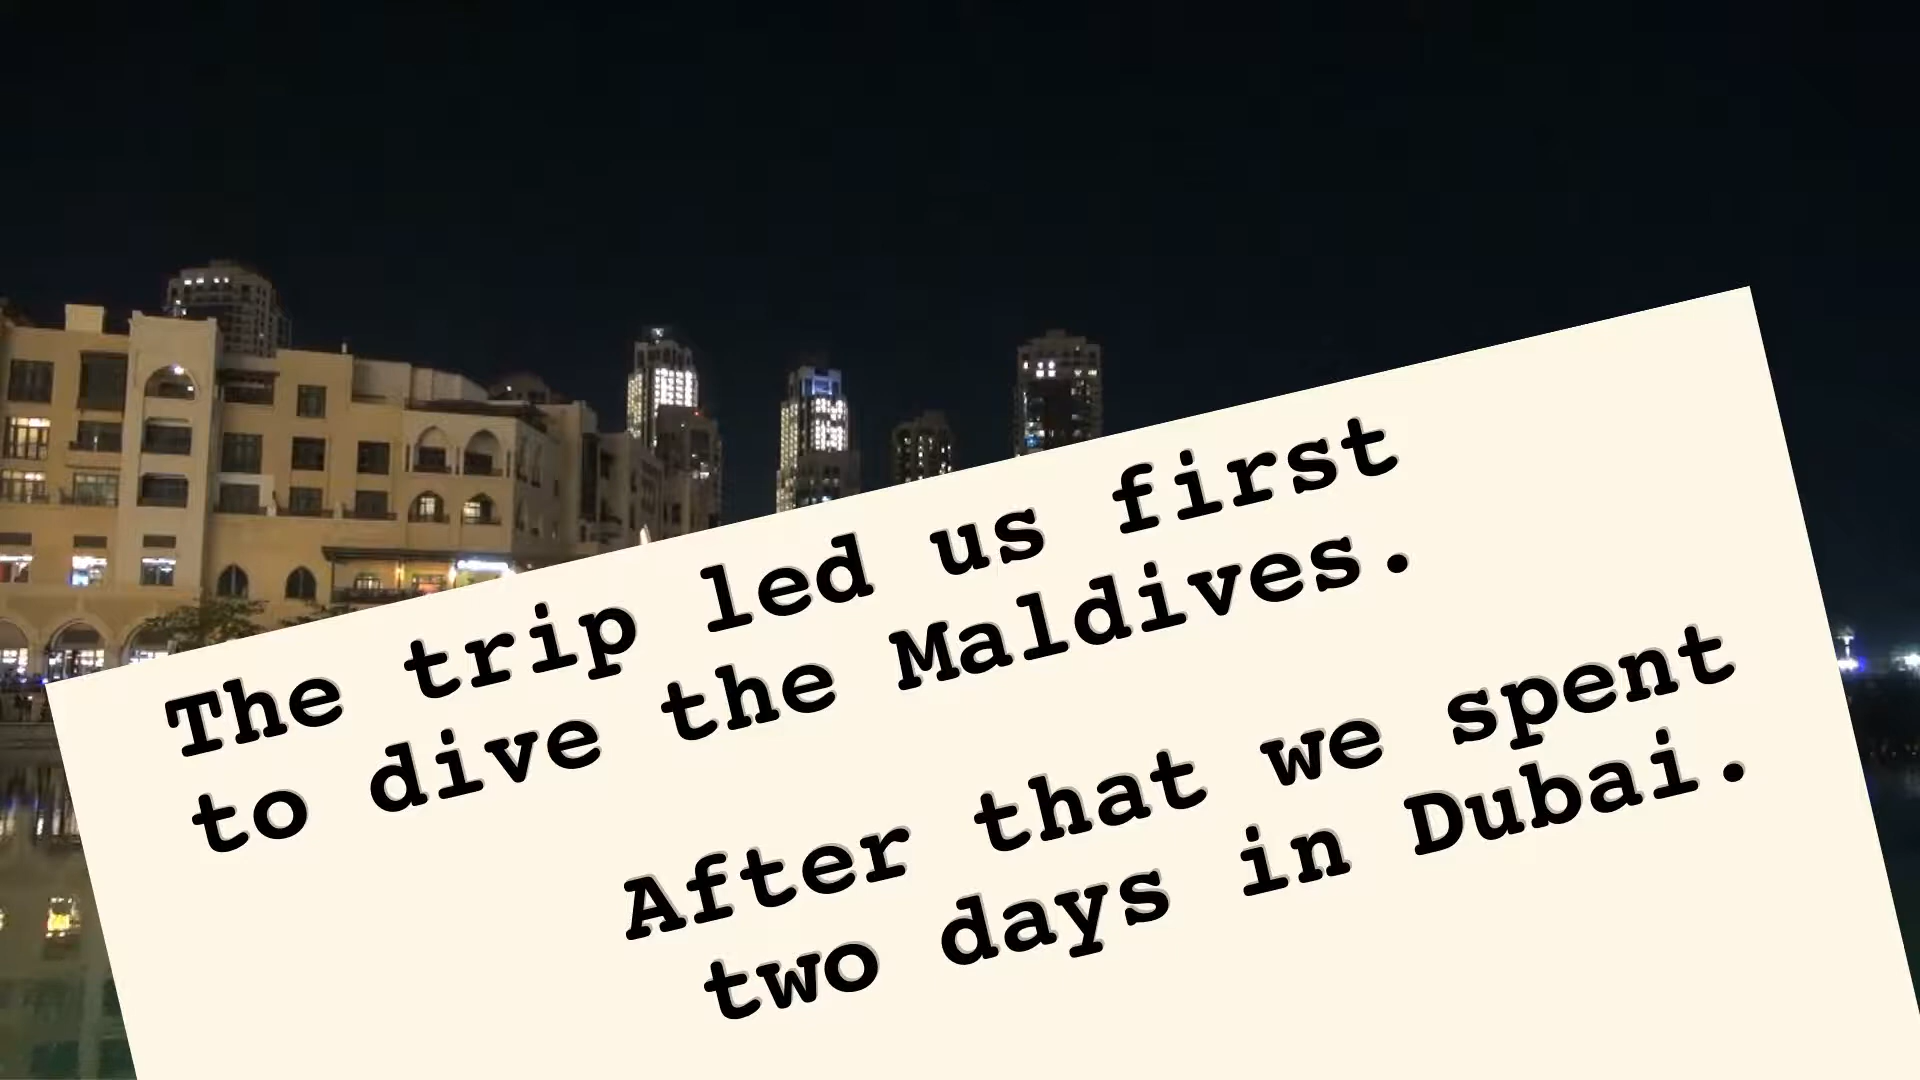 The trip led us first
to dive the Maldives.
After that we spent
two days in Dubai.